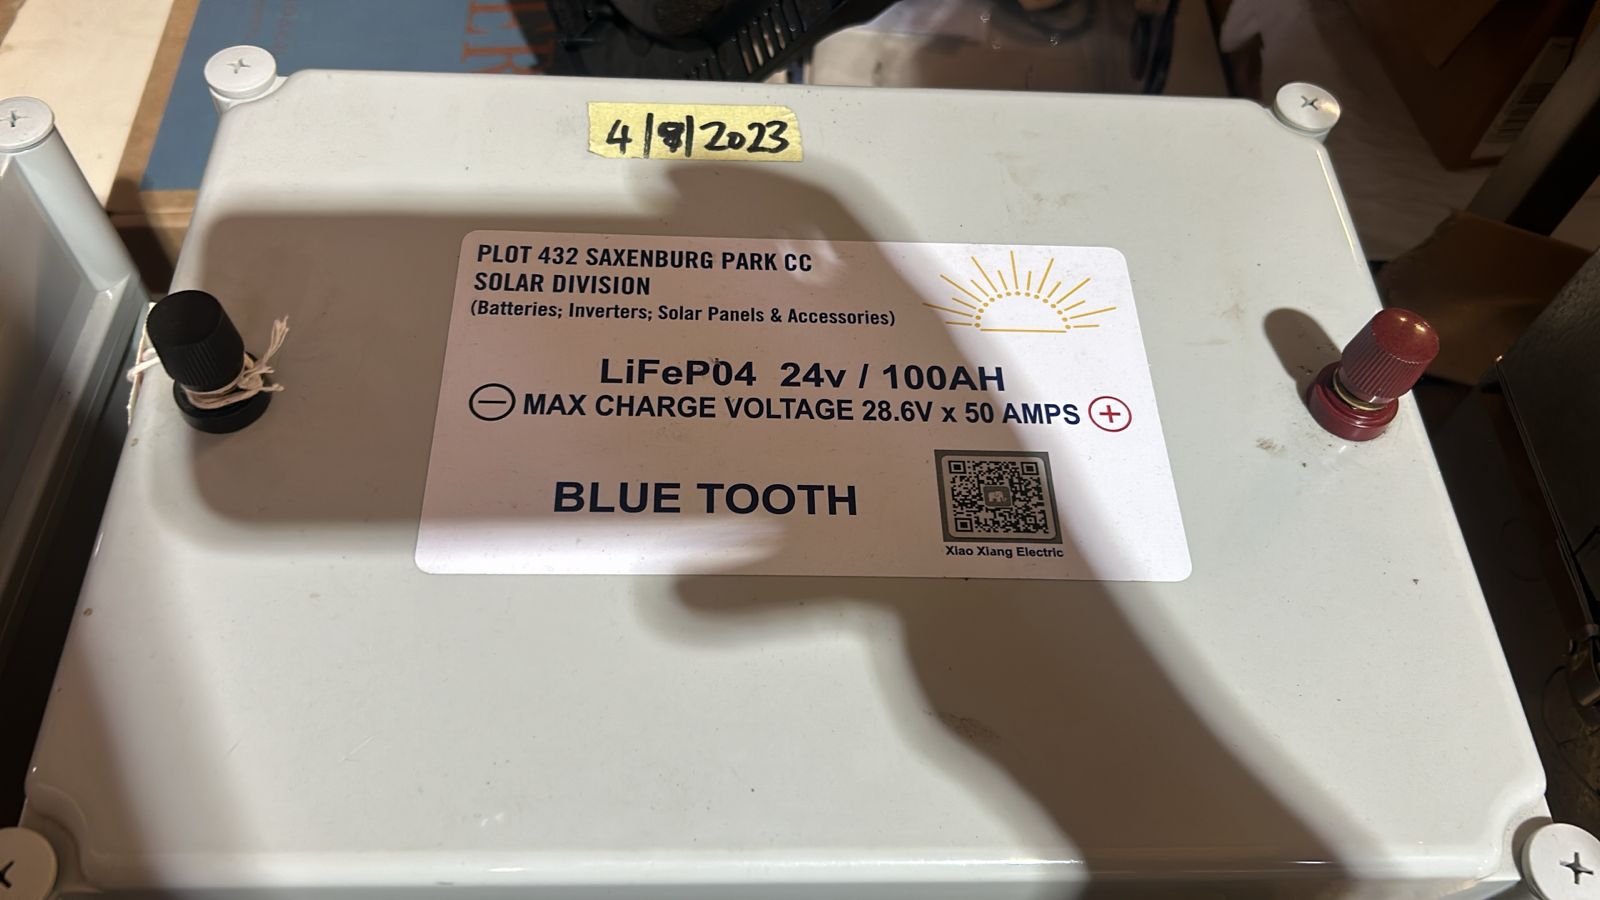 4/8/2023
PLOT 432 SAXENBURG PARK CC
SOLAR DIVISION
(Batteries; Inverters; Solar Panels & Accessories)
LiFePO4 24v / 100AH
MAX CHARGE VOLTAGE 28.6V x 50 AMPS
BLUE TOOTH
Xiao Xiang Electric